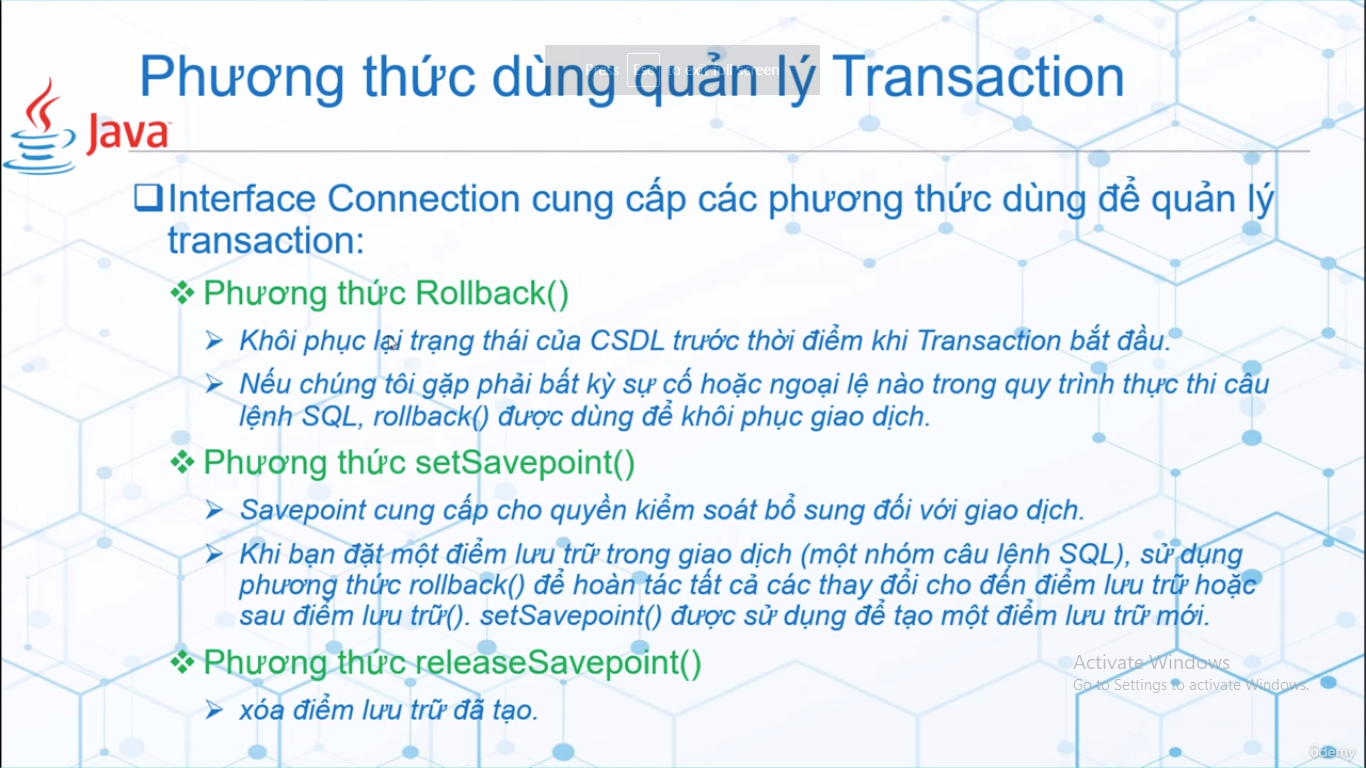 Phương thức dùng quản lý Transaction
Press Esc to exit full screen
Java
Interface Connection cung cấp các phương thức dùng để quản lý
transaction:
Phương thức Rollback()
Khôi phục lại trạng thái của CSDL trước thời điểm khi Transaction bắt đầu.
Nếu chúng tôi gặp phải bất kỳ sự cố hoặc ngoại lệ nào trong quy trình thực thi câu
lệnh SQL, rollback() được dùng để khôi phục giao dịch.
Phương thức setSavepoint()
Savepoint cung cấp cho quyền kiểm soát bổ sung đối với giao dịch.
Khi bạn đặt một điểm lưu trữ trong giao dịch (một nhóm câu lệnh SQL), sử dụng
phương thức rollback() để hoàn tác tất cả các thay đổi cho đến điểm lưu trữ hoặc
sau điểm lưu trữ(). setSavepoint() được sử dụng để tạo một điểm lưu trữ mới.
Phương thức releaseSavepoint()
xóa điểm lưu trữ đã tạo.
Activate Windows
Go to Settings to activate Windows.
ûdemy